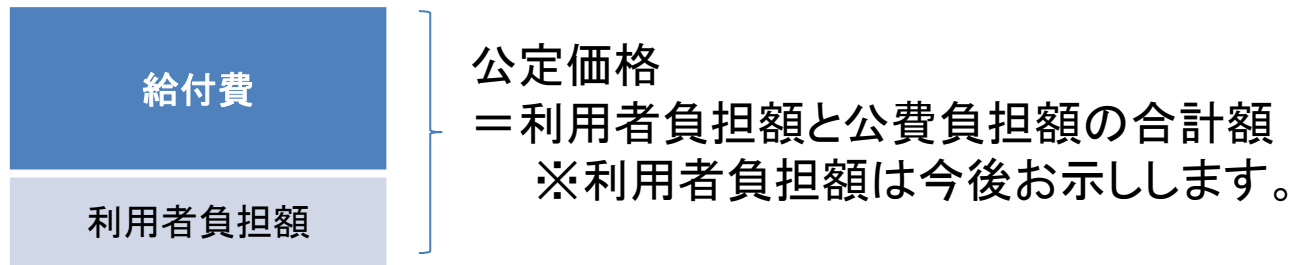 給付費
利用者負担額
公定価格
＝利用者負担額と公費負担額の合計額
※利用者負担額は今後お示しします。